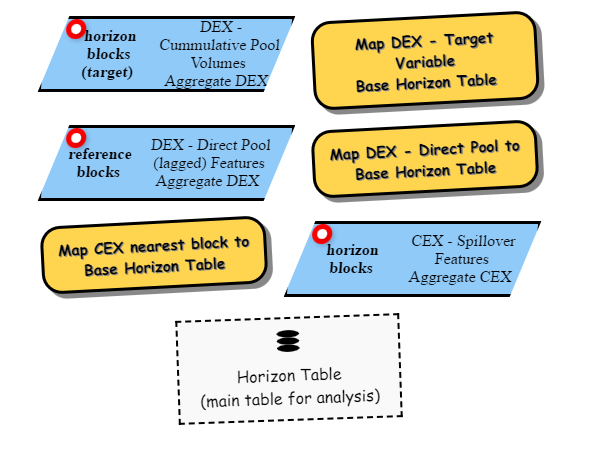 horizon
blocks
(target)
DEX -
Cummulative Pool
Volumes
Aggregate DEX
Map DEX - Target
Variable
Base Horizon Table
reference
blocks
DEX - Direct Pool
(lagged) Features
Aggregate DEX
Map DEX - Direct Pool to
Base Horizon Table
Map CEX nearest block to
Base Horizon Table
horizon
blocks
CEX - Spillover
Features
Aggregate CEX
Horizon Table
(main table for analysis)